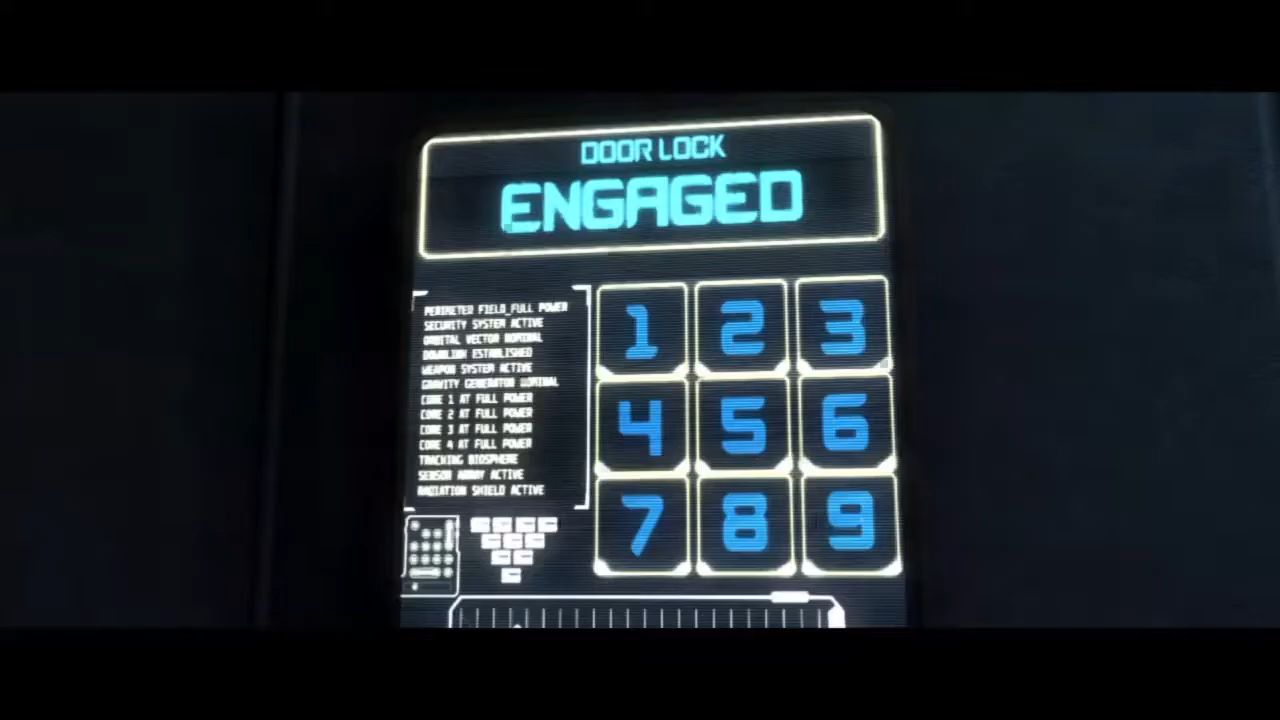 DOOR LOCK
ENGAGED
PERIMETER FIELD_FULL POWER
SECURITY SYSTEM ACTIVE
ORBITAL VECTOR NOMINAL
DOWNLINK ESTABLISHED
WEAPON SYSTEM ACTIVE
GRAVITY GENERATOR NOMINAL
CORE 1 AT FULL POWER
CORE 2 AT FULL POWER
CORE 3 AT FULL POWER
CORE 4 AT FULL POWER
TRACKING BIOSPHERE
SENSOR ARRAY ACTIVE
RADIATION SHIELD ACTIVE
1 2 3
4 5 6
7 8 9